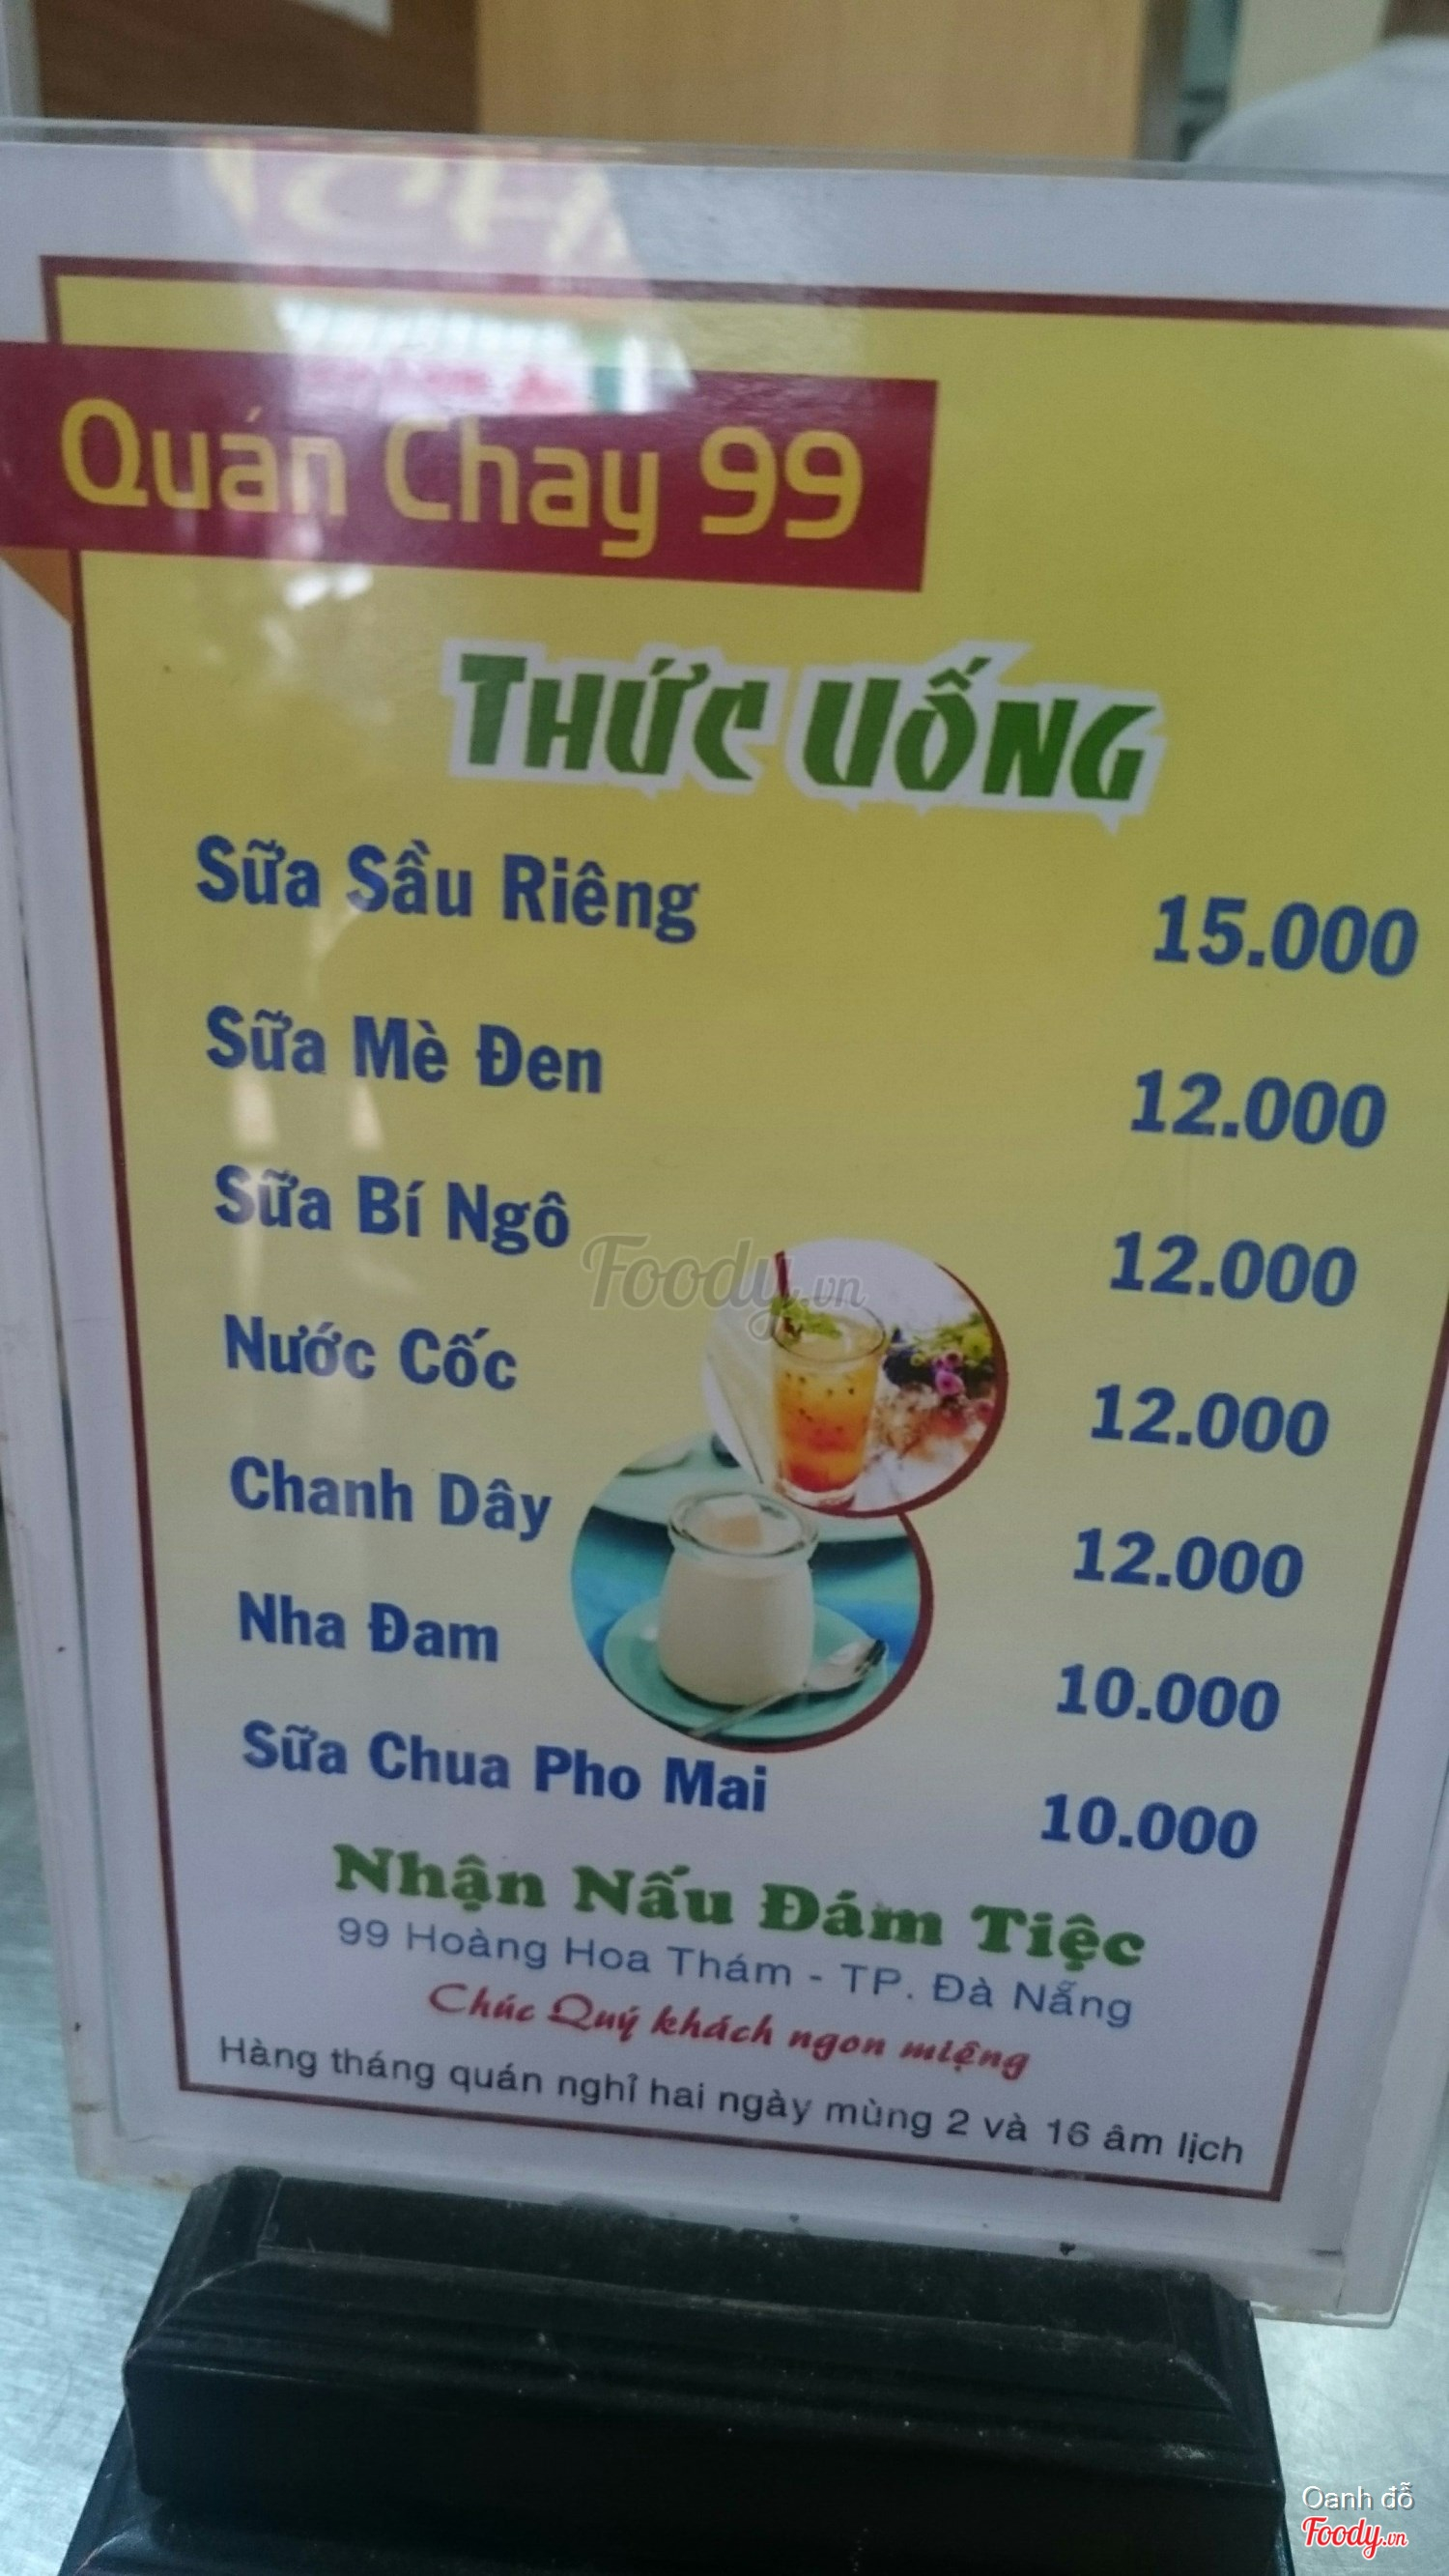 Quán Chay 99
THỨC UỐNG
Sữa Sầu Riêng 15.000
Sữa Mè Đen 12.000
Sữa Bí Ngô 12.000
Nước Cốc 12.000
Chanh Dây 12.000
Nha Đam 10.000
Sữa Chua Pho Mai 10.000
Foody.vn
Nhận Nấu Đám Tiệc
99 Hoàng Hoa Thám - TP. Đà Nẵng
Chúc Quý khách ngon miệng
Hàng tháng quán nghỉ hai ngày mùng 2 và 16 âm lịch
Oanh đỗ
Foody.vn